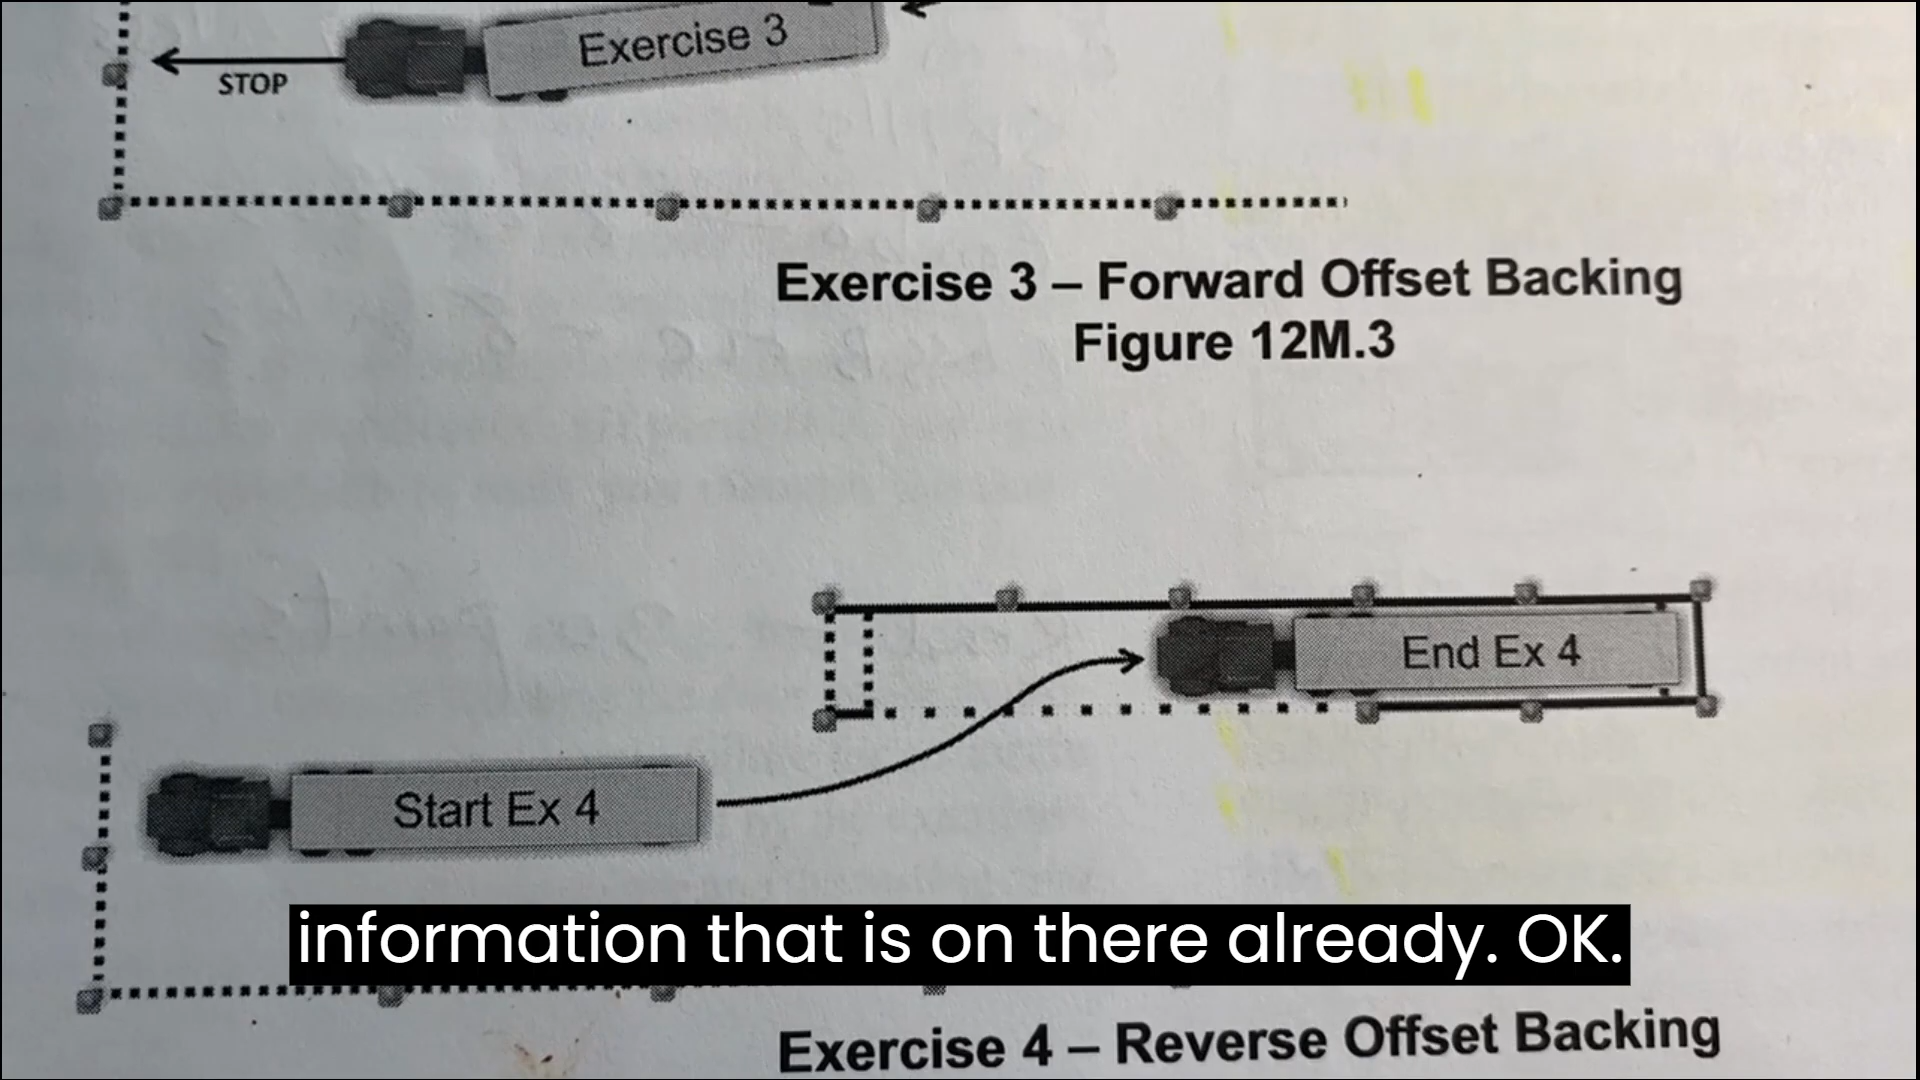 Exercise 3
STOP
Exercise 3 – Forward Offset Backing
Figure 12M.3
End Ex 4
Start Ex 4
information that is on there already. OK.
Exercise 4 – Reverse Offset Backing